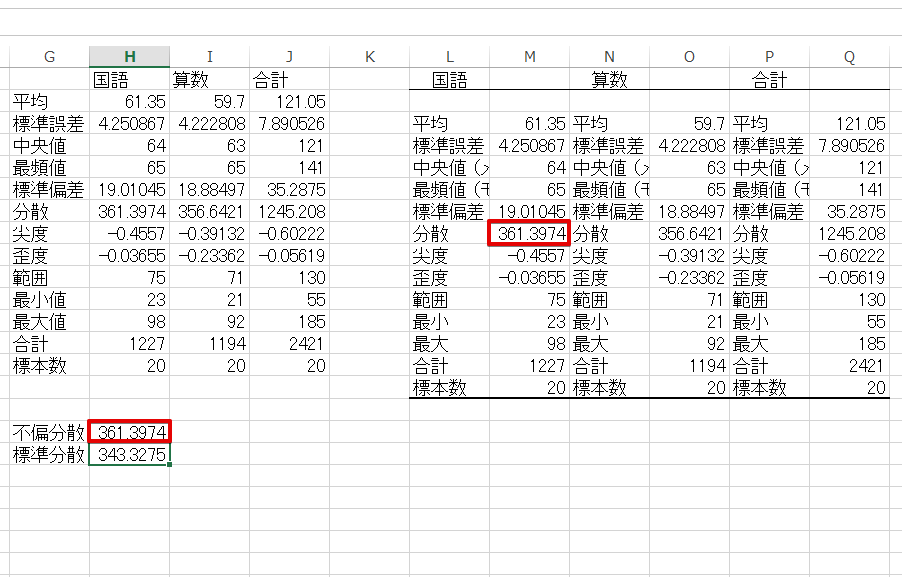 G H I J K L M N O P Q
国語 算数 合計 国語 算数 合計
平均 61.35 59.7 121.05
標準誤差 4.250867 4.222808 7.890526 平均 61.35 平均 59.7 平均 121.05
中央値 64 63 121 標準誤差 4.250867 標準誤差 4.222808 標準誤差 7.890526
最頻値 65 65 141 中央値（ 64 中央値（ 63 中央値（ 121
標準偏差 19.01045 18.88497 35.2875 最頻値（ 65 最頻値（ 65 最頻値（ 141
分散 361.3974 356.6421 1245.208 標準偏差 19.01045 標準偏差 18.88497 標準偏差 35.2875
尖度 -0.4557 -0.39132 -0.60222 分散 361.3974 分散 356.6421 分散 1245.208
歪度 -0.03655 -0.23362 -0.05619 尖度 -0.4557 尖度 -0.39132 尖度 -0.60222
範囲 75 71 130 歪度 -0.03655 歪度 -0.23362 歪度 -0.05619
最小値 23 21 55 範囲 75 範囲 71 範囲 130
最大値 98 92 185 最小 23 最小 21 最小 55
合計 1227 1194 2421 最大 98 最大 92 最大 185
標本数 20 20 20 合計 1227 合計 1194 合計 2421
標本数 20 標本数 20 標本数 20
不偏分散 361.3974
標準分散 343.3275